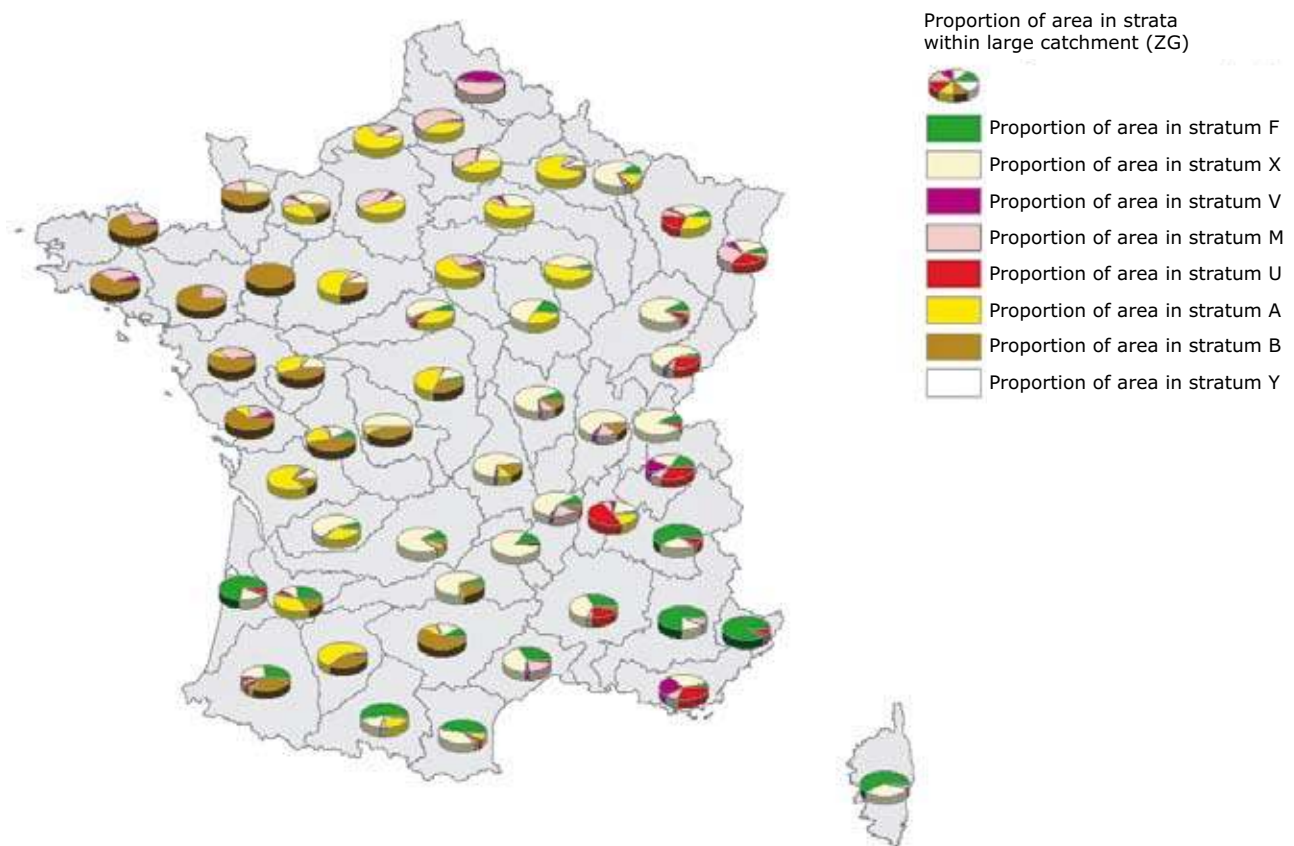 Proportion of area in strata
within large catchment (ZG)
Proportion of area in stratum F
Proportion of area in stratum X
Proportion of area in stratum V
Proportion of area in stratum M
Proportion of area in stratum U
Proportion of area in stratum A
Proportion of area in stratum B
Proportion of area in stratum Y